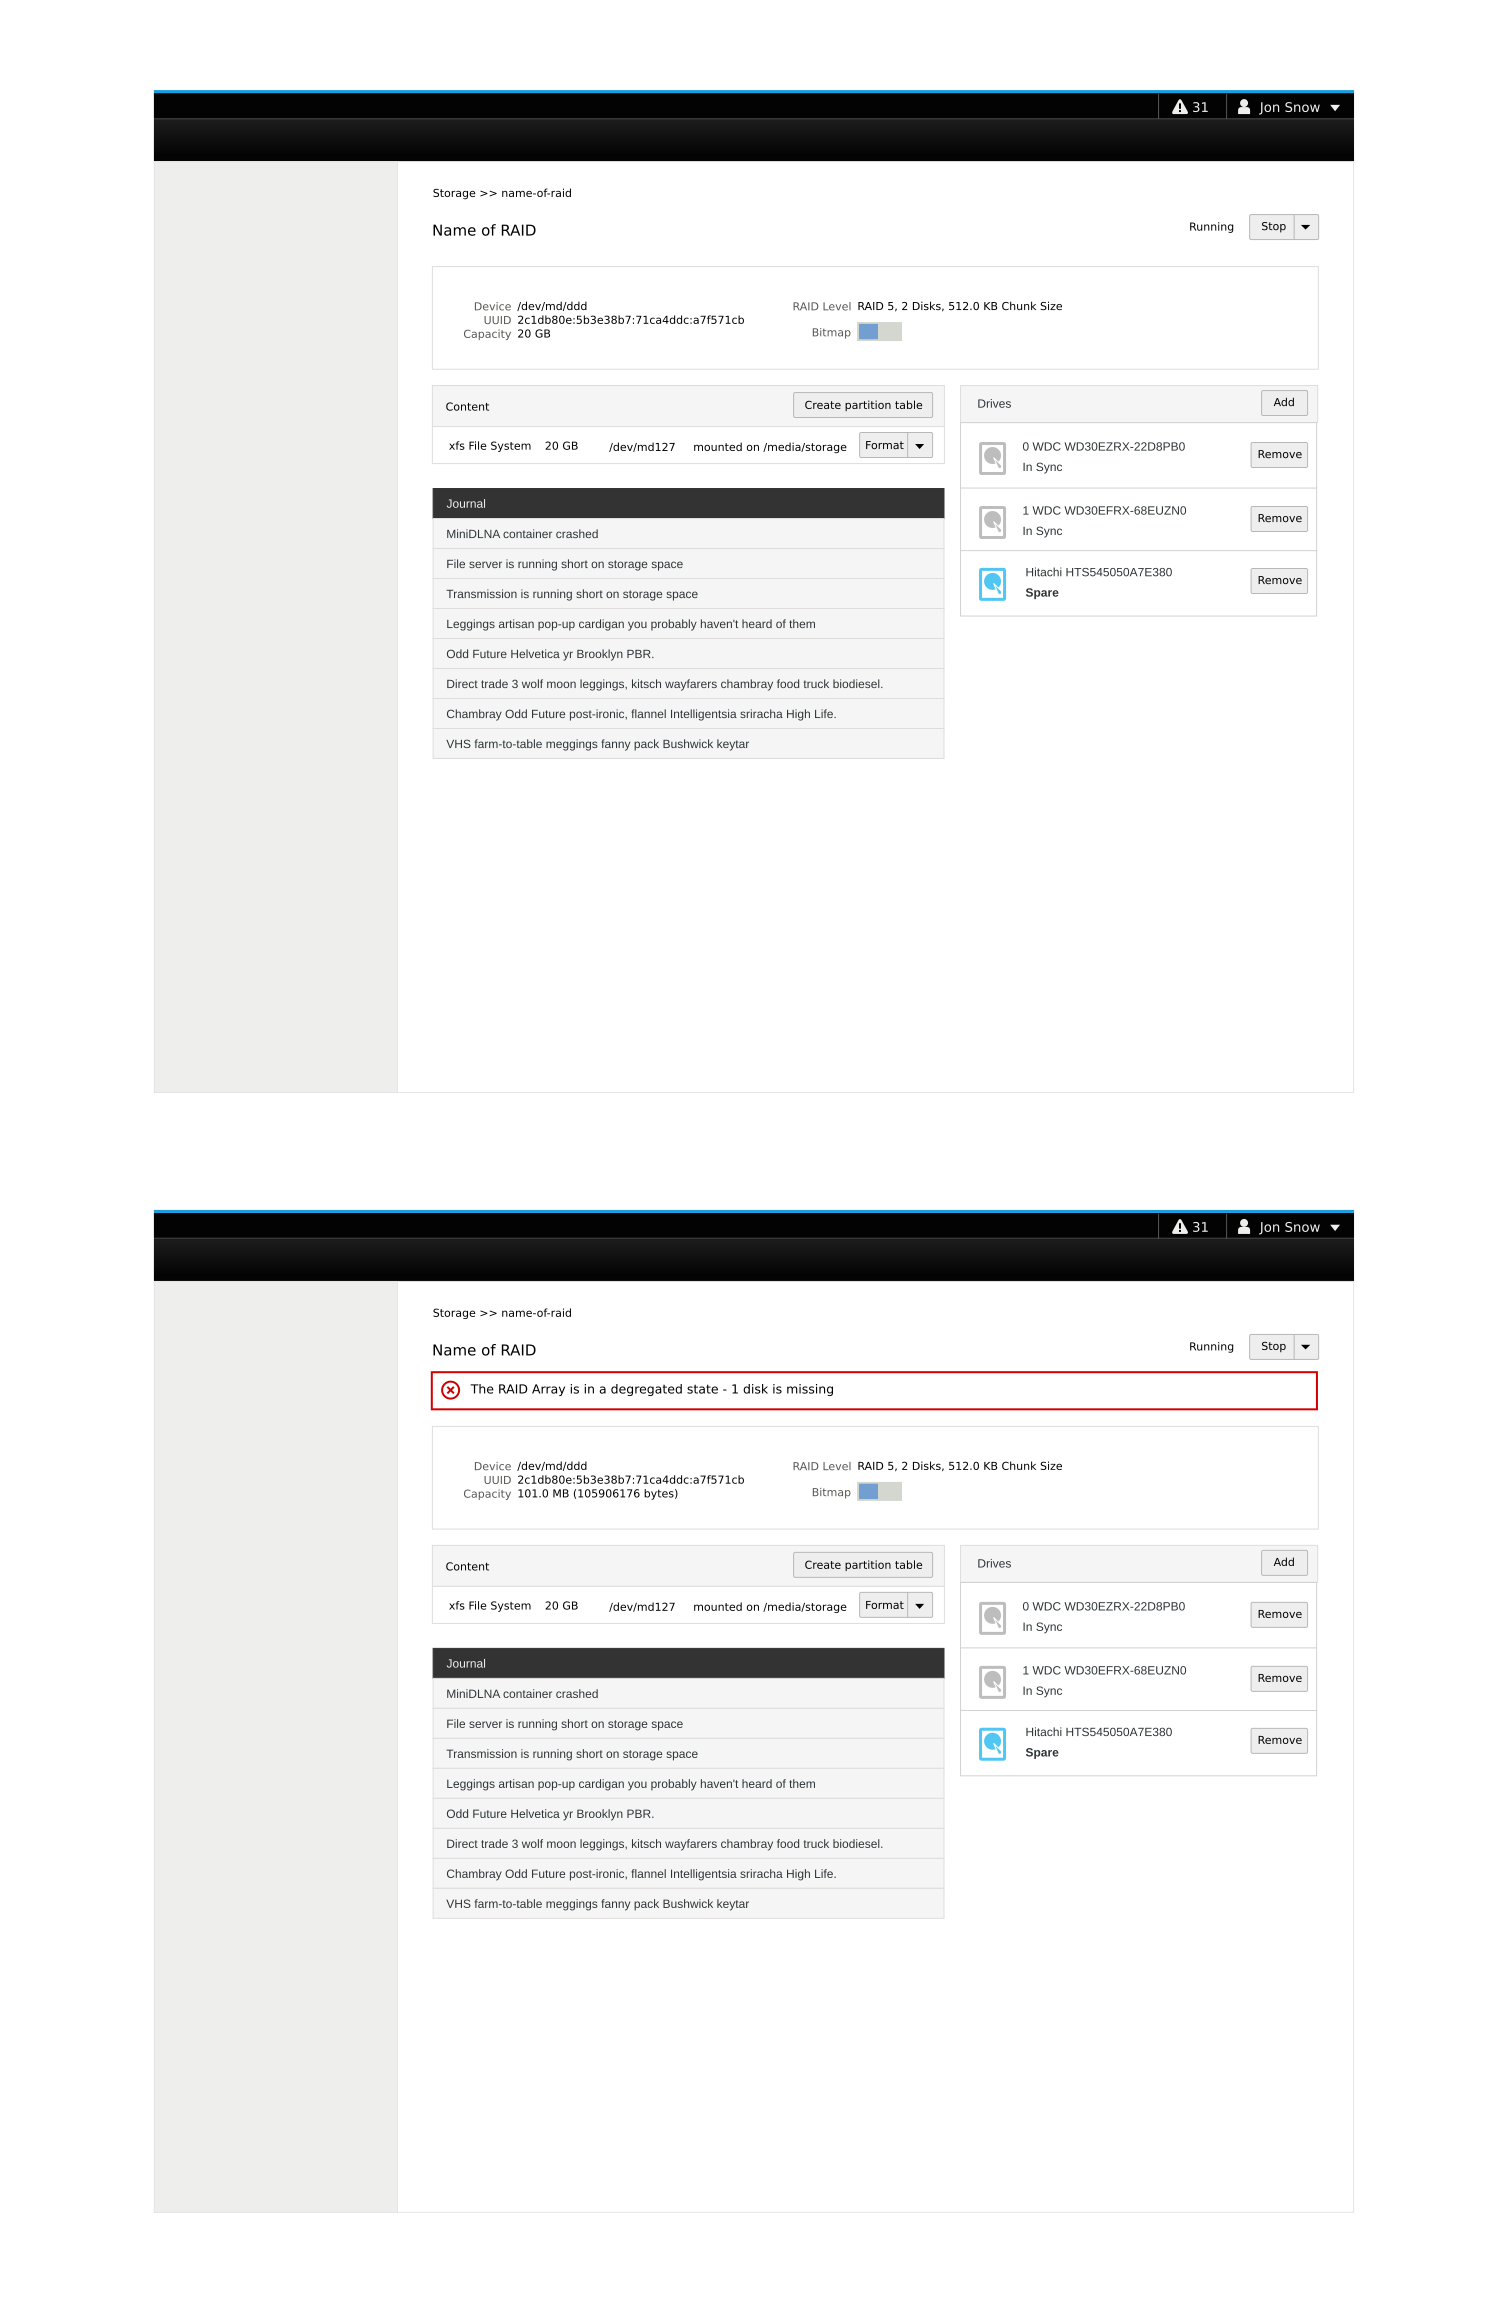 31 Jon Snow
Storage >> name-of-raid
Name of RAID
Running Stop
Device /dev/md/ddd
UUID 2c1db80e:5b3e38b7:71ca4ddc:a7f571cb
Capacity 20 GB
RAID Level RAID 5, 2 Disks, 512.0 KB Chunk Size
Bitmap
Content Create partition table
xfs File System 20 GB /dev/md127 mounted on /media/storage Format
Journal
MiniDLNA container crashed
File server is running short on storage space
Transmission is running short on storage space
Leggings artisan pop-up cardigan you probably haven't heard of them
Odd Future Helvetica yr Brooklyn PBR.
Direct trade 3 wolf moon leggings, kitsch wayfarers chambray food truck biodiesel.
Chambray Odd Future post-ironic, flannel Intelligentsia sriracha High Life.
VHS farm-to-table meggings fanny pack Bushwick keytar
Drives Add
0 WDC WD30EZRX-22D8PB0
In Sync
Remove
1 WDC WD30EFRX-68EUZN0
In Sync
Remove
Hitachi HTS545050A7E380
Spare
Remove
31 Jon Snow
Storage >> name-of-raid
Name of RAID
Running Stop
The RAID Array is in a degregated state - 1 disk is missing
Device /dev/md/ddd
UUID 2c1db80e:5b3e38b7:71ca4ddc:a7f571cb
Capacity 101.0 MB (105906176 bytes)
RAID Level RAID 5, 2 Disks, 512.0 KB Chunk Size
Bitmap
Content Create partition table
xfs File System 20 GB /dev/md127 mounted on /media/storage Format
Journal
MiniDLNA container crashed
File server is running short on storage space
Transmission is running short on storage space
Leggings artisan pop-up cardigan you probably haven't heard of them
Odd Future Helvetica yr Brooklyn PBR.
Direct trade 3 wolf moon leggings, kitsch wayfarers chambray food truck biodiesel.
Chambray Odd Future post-ironic, flannel Intelligentsia sriracha High Life.
VHS farm-to-table meggings fanny pack Bushwick keytar
Drives Add
0 WDC WD30EZRX-22D8PB0
In Sync
Remove
1 WDC WD30EFRX-68EUZN0
In Sync
Remove
Hitachi HTS545050A7E380
Spare
Remove